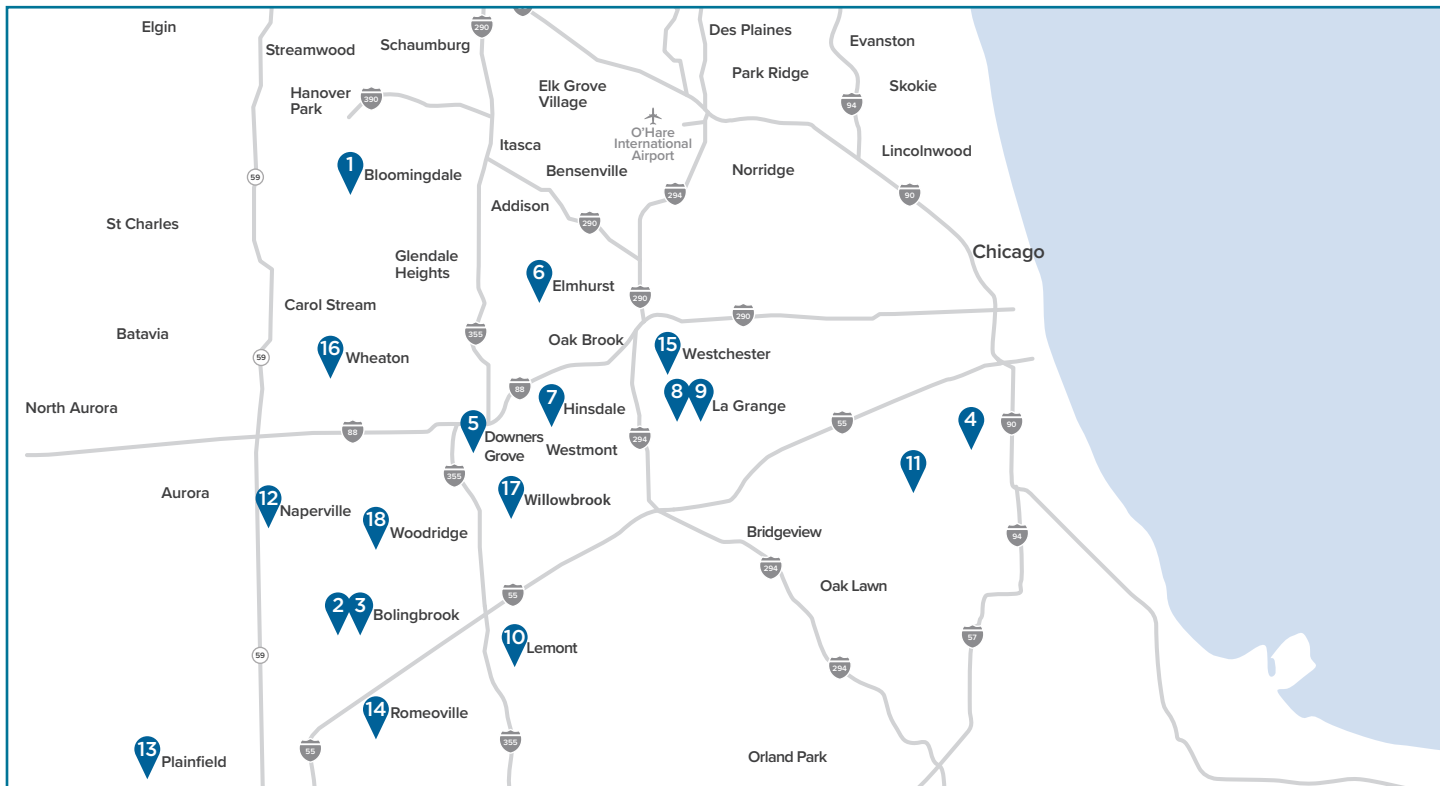 Elgin
Streamwood
Schaumburg
290
Des Plaines
Evanston
Hanover
Park
390
Elk Grove
Village
Park Ridge
Skokie
94
O'Hare
International
Airport
Itasca
Lincolnwood
1
Bloomingdale
59
Bensenville
Norridge
294
90
Addison
290
St Charles
Glendale
Heights
Chicago
6
Elmhurst
290
290
Carol Stream
Batavia
355
Oak Brook
59
16
Wheaton
15
Westchester
88
7
Hinsdale
8
9
La Grange
North Aurora
88
5
Downers
Grove
Westmont
294
55
4
90
11
355
Aurora
12
Naperville
17
Willowbrook
18
Woodridge
Bridgeview
94
294
Oak Lawn
55
2
3
Bolingbrook
57
10
Lemont
59
294
14
Romeoville
55
355
13
Plainfield
Orland Park